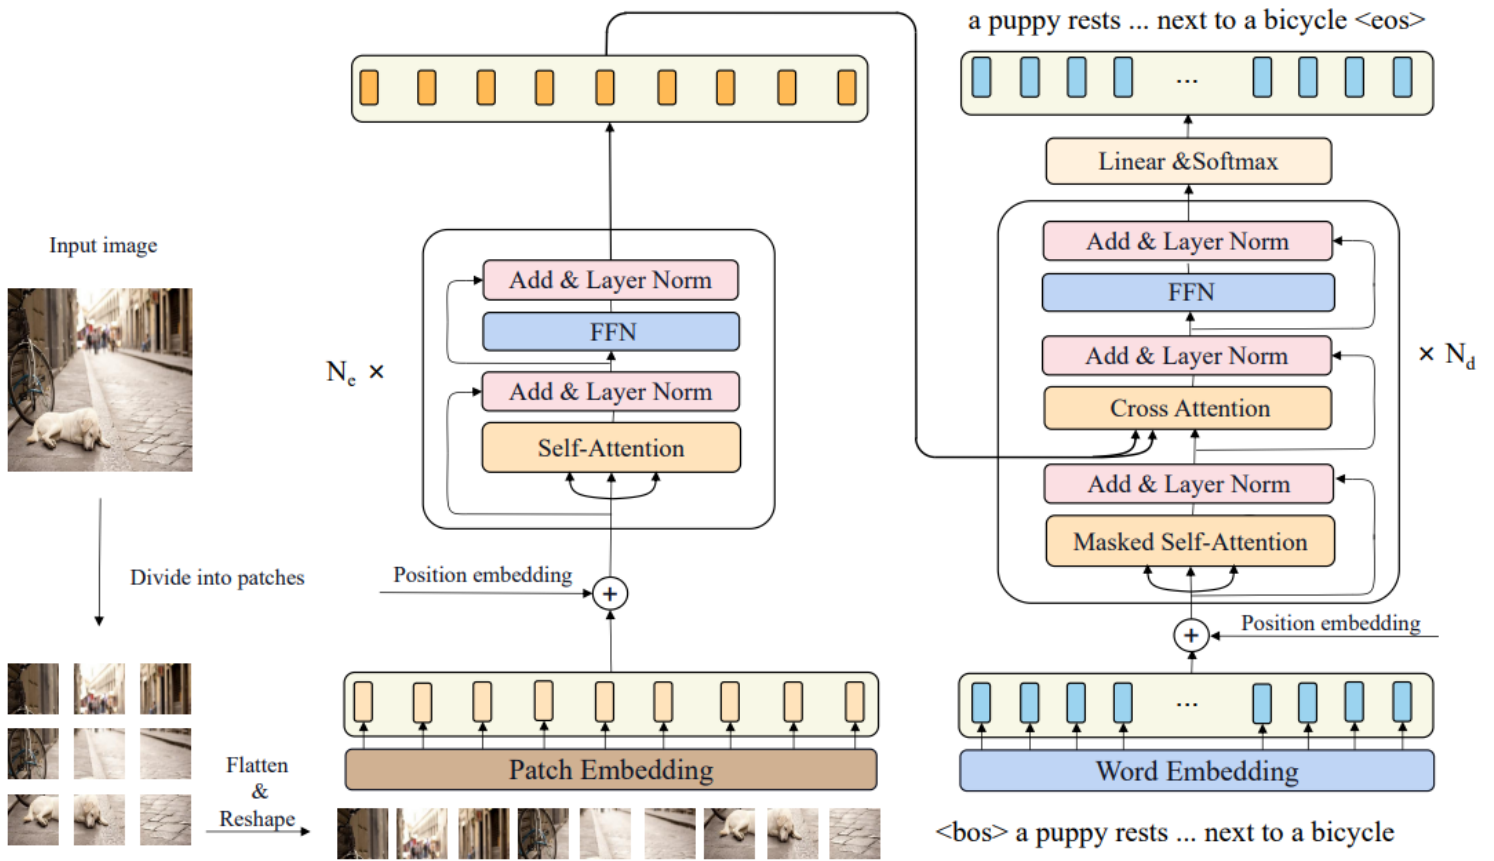 a puppy rests ... next to a bicycle <eos>
...
Linear &Softmax
Input image
Add & Layer Norm
FFN
Add & Layer Norm
Self-Attention
Ne ×
Add & Layer Norm
FFN
Add & Layer Norm
Cross Attention
Add & Layer Norm
Masked Self-Attention
× Nd
Divide into patches
Position embedding
+
+
Position embedding
...
Flatten
&
Reshape
Patch Embedding
Word Embedding
<bos> a puppy rests ... next to a bicycle